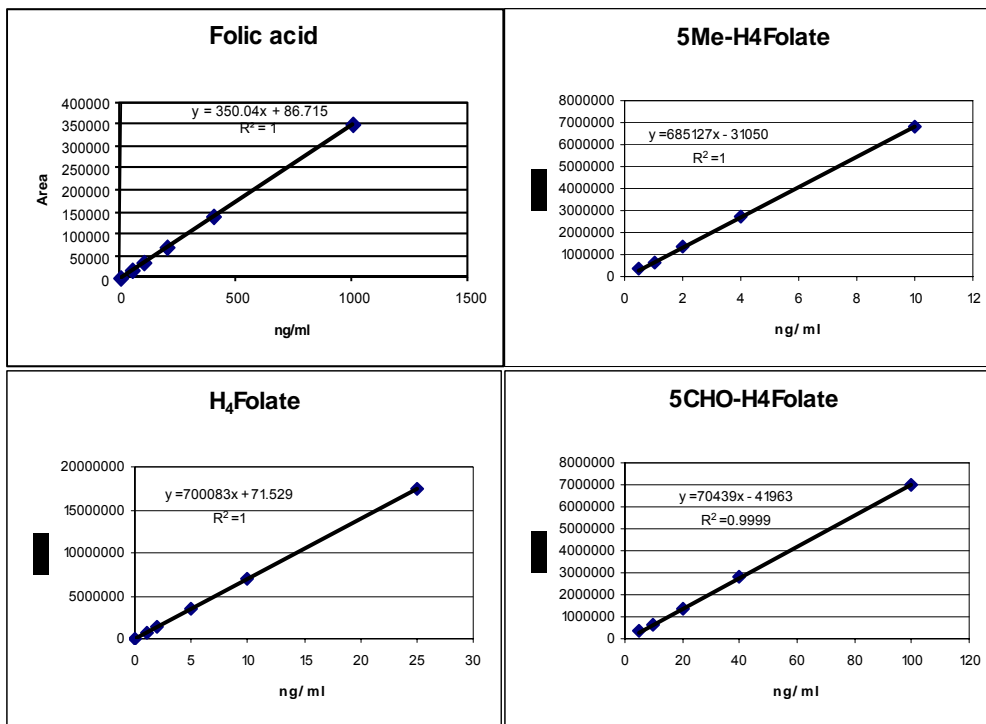 Folic acid
y = 350.04x + 86.715
R² = 1
400000
350000
300000
250000
200000
150000
100000
50000
0
Area
0 500 1000 1500
ng/ml
5Me-H4Folate
y =685127x - 31050
R² =1
8000000
7000000
6000000
5000000
4000000
3000000
2000000
1000000
0
0 2 4 6 8 10 12
ng/ ml
H₄Folate
y =700083x + 71.529
R² =1
20000000
15000000
10000000
5000000
0
0 5 10 15 20 25 30
ng/ ml
5CHO-H4Folate
y =70439x - 41963
R² =0.9999
8000000
7000000
6000000
5000000
4000000
3000000
2000000
1000000
0
0 20 40 60 80 100 120
ng/ ml